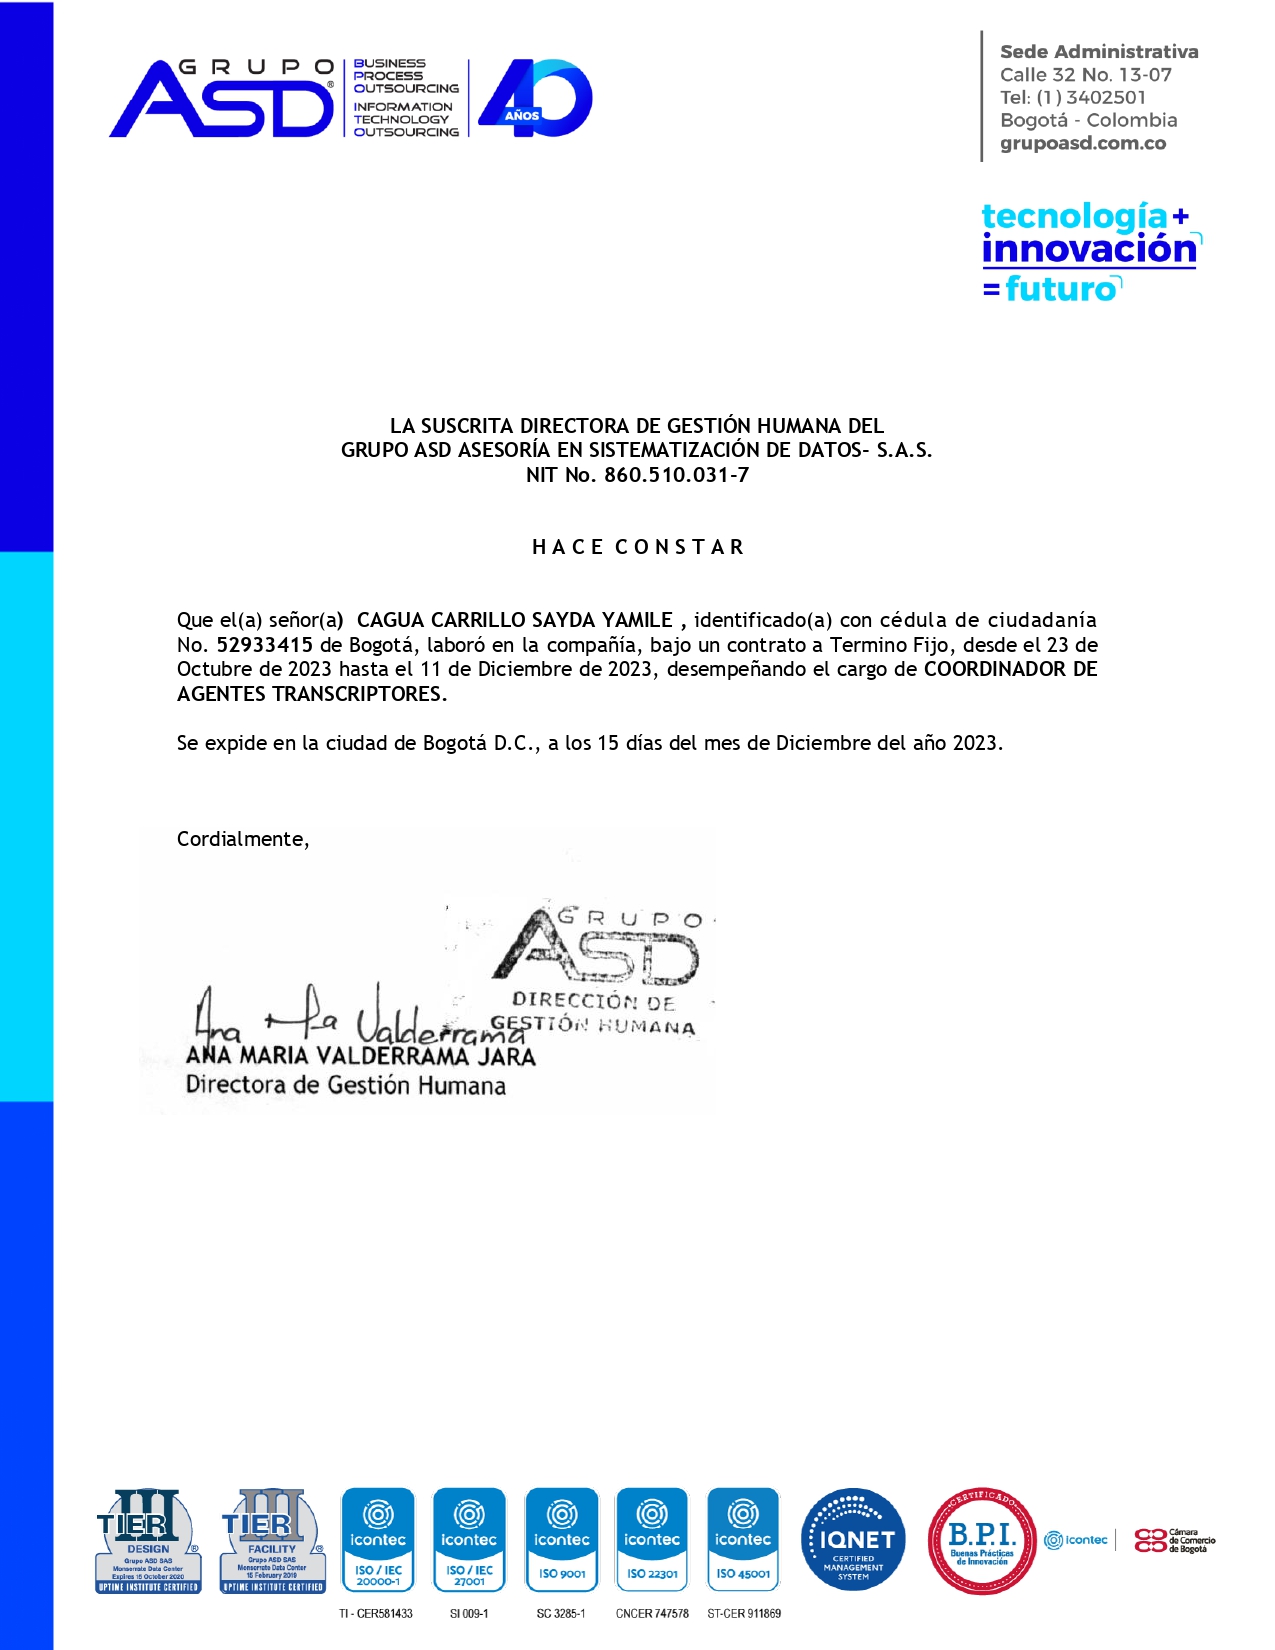 GRUPO
ASD®
BUSINESS
PROCESS
OUTSOURCING
INFORMATION
TECHNOLOGY
OUTSOURCING
40
AÑOS
Sede Administrativa
Calle 32 No. 13-07
Tel: (1) 3402501
Bogotá - Colombia
grupoasd.com.co
tecnología+
innovación
=futuro
LA SUSCRITA DIRECTORA DE GESTIÓN HUMANA DEL
GRUPO ASD ASESORÍA EN SISTEMATIZACIÓN DE DATOS– S.A.S.
NIT No. 860.510.031-7
H A C E C O N S T A R
Que el(a) señor(a) CAGUA CARRILLO SAYDA YAMILE , identificado(a) con cédula de ciudadanía
No. 52933415 de Bogotá, laboró en la compañía, bajo un contrato a Termino Fijo, desde el 23 de
Octubre de 2023 hasta el 11 de Diciembre de 2023, desempeñando el cargo de COORDINADOR DE
AGENTES TRANSCRIPTORES.
Se expide en la ciudad de Bogotá D.C., a los 15 días del mes de Diciembre del año 2023.
Cordialmente,
GRUPO
ASD
DIRECCIÓN DE
GESTIÓN HUMANA
Ana Ma Valderrama
ANA MARIA VALDERRAMA JARA
Directora de Gestión Humana
III
TIER
DESIGN ®
Grupo ASD SAS
Monserrate Data Center
Expires 15 October 2020
UPTIME INSTITUTE CERTIFIED
III
TIER
FACILITY ®
Grupo ASD SAS
Monserrate Data Center
15 February 2019
UPTIME INSTITUTE CERTIFIED
icontec
ISO / IEC
20000-1
TI - CER581433
icontec
ISO / IEC
27001
SI 009-1
icontec
ISO 9001
SC 3285-1
icontec
ISO 22301
CNCER 747578
icontec
ISO 45001
ST-CER 911869
IQNET
CERTIFIED
MANAGEMENT
SYSTEM
CERTIFICADO
B.P.I.
Buenas Prácticas
de Innovación
icontec
Cámara
de Comercio
de Bogotá